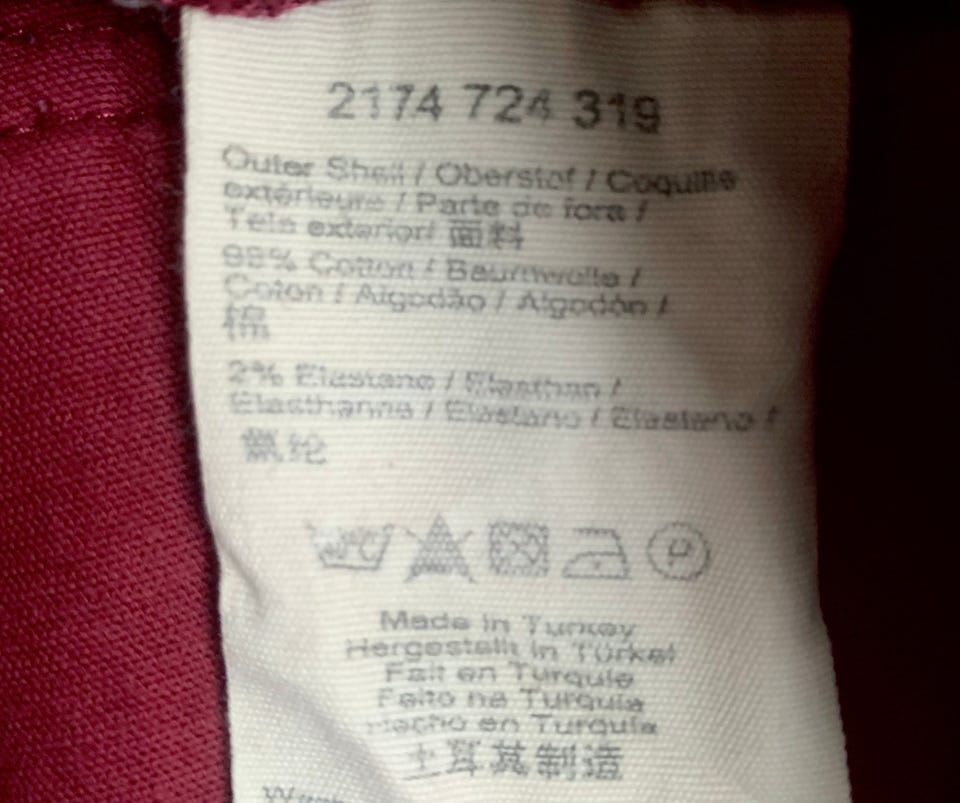 2174 724 319
Outer Shell / Oberstof / Coquille
extérieure / Parte de fora /
Tela exterior/ 面料
98% Cotton / Baumwolle /
Coton / Algodão / Algodón /
棉
2% Elastane / Elasthan /
Elasthanne / Elastano / Elastano /
氨纶
30°C
P
Made in Turkey
Hergestellt in Türkei
Fait en Turquie
Feito na Turquia
Hecho en Turquia
土耳其制造
Wash